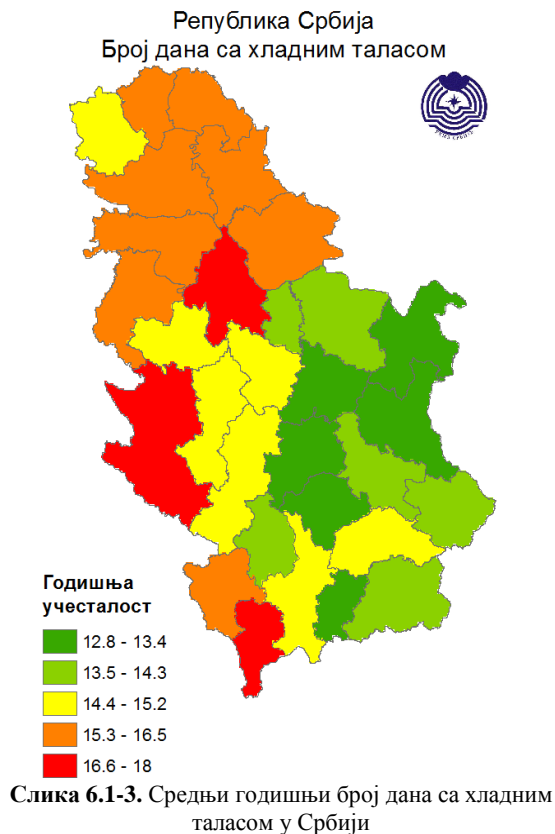 Република Србија
Број дана са хладним таласом
Годишња
учесталост
12.8 - 13.4
13.5 - 14.3
14.4 - 15.2
15.3 - 16.5
16.6 - 18
Слика 6.1-3. Средњи годишњи број дана са хладним
таласом у Србији